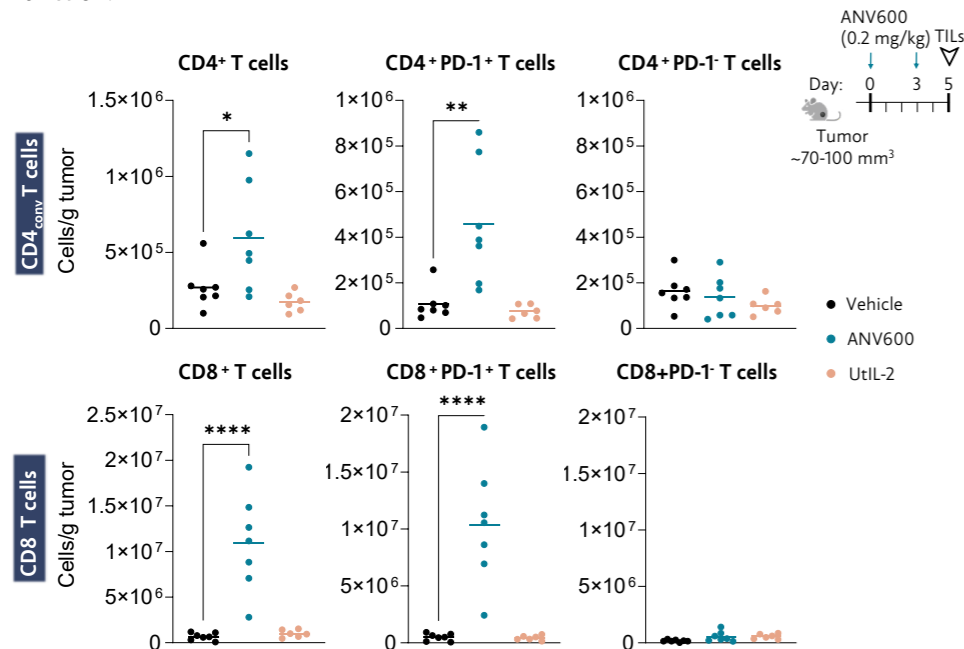 ANV600
(0.2 mg/kg) TILs
Day: 0 3 5
Tumor
~70-100 mm³
CD4⁺ T cells
CD4⁺PD-1⁺ T cells
CD4⁺PD-1⁻ T cells
CD4conv T cells
Cells/g tumor
1.5×10⁶
1×10⁶
5×10⁵
0
*
1×10⁶
8×10⁵
6×10⁵
4×10⁵
2×10⁵
0
**
1×10⁶
8×10⁵
6×10⁵
4×10⁵
2×10⁵
0
Vehicle
ANV600
UtIL-2
CD8⁺ T cells
CD8⁺PD-1⁺ T cells
CD8+PD-1⁻ T cells
CD8 T cells
Cells/g tumor
2.5×10⁷
2×10⁷
1.5×10⁷
1×10⁷
5×10⁶
0
****
2×10⁷
1.5×10⁷
1×10⁷
5×10⁶
0
****
2×10⁷
1.5×10⁷
1×10⁷
5×10⁶
0